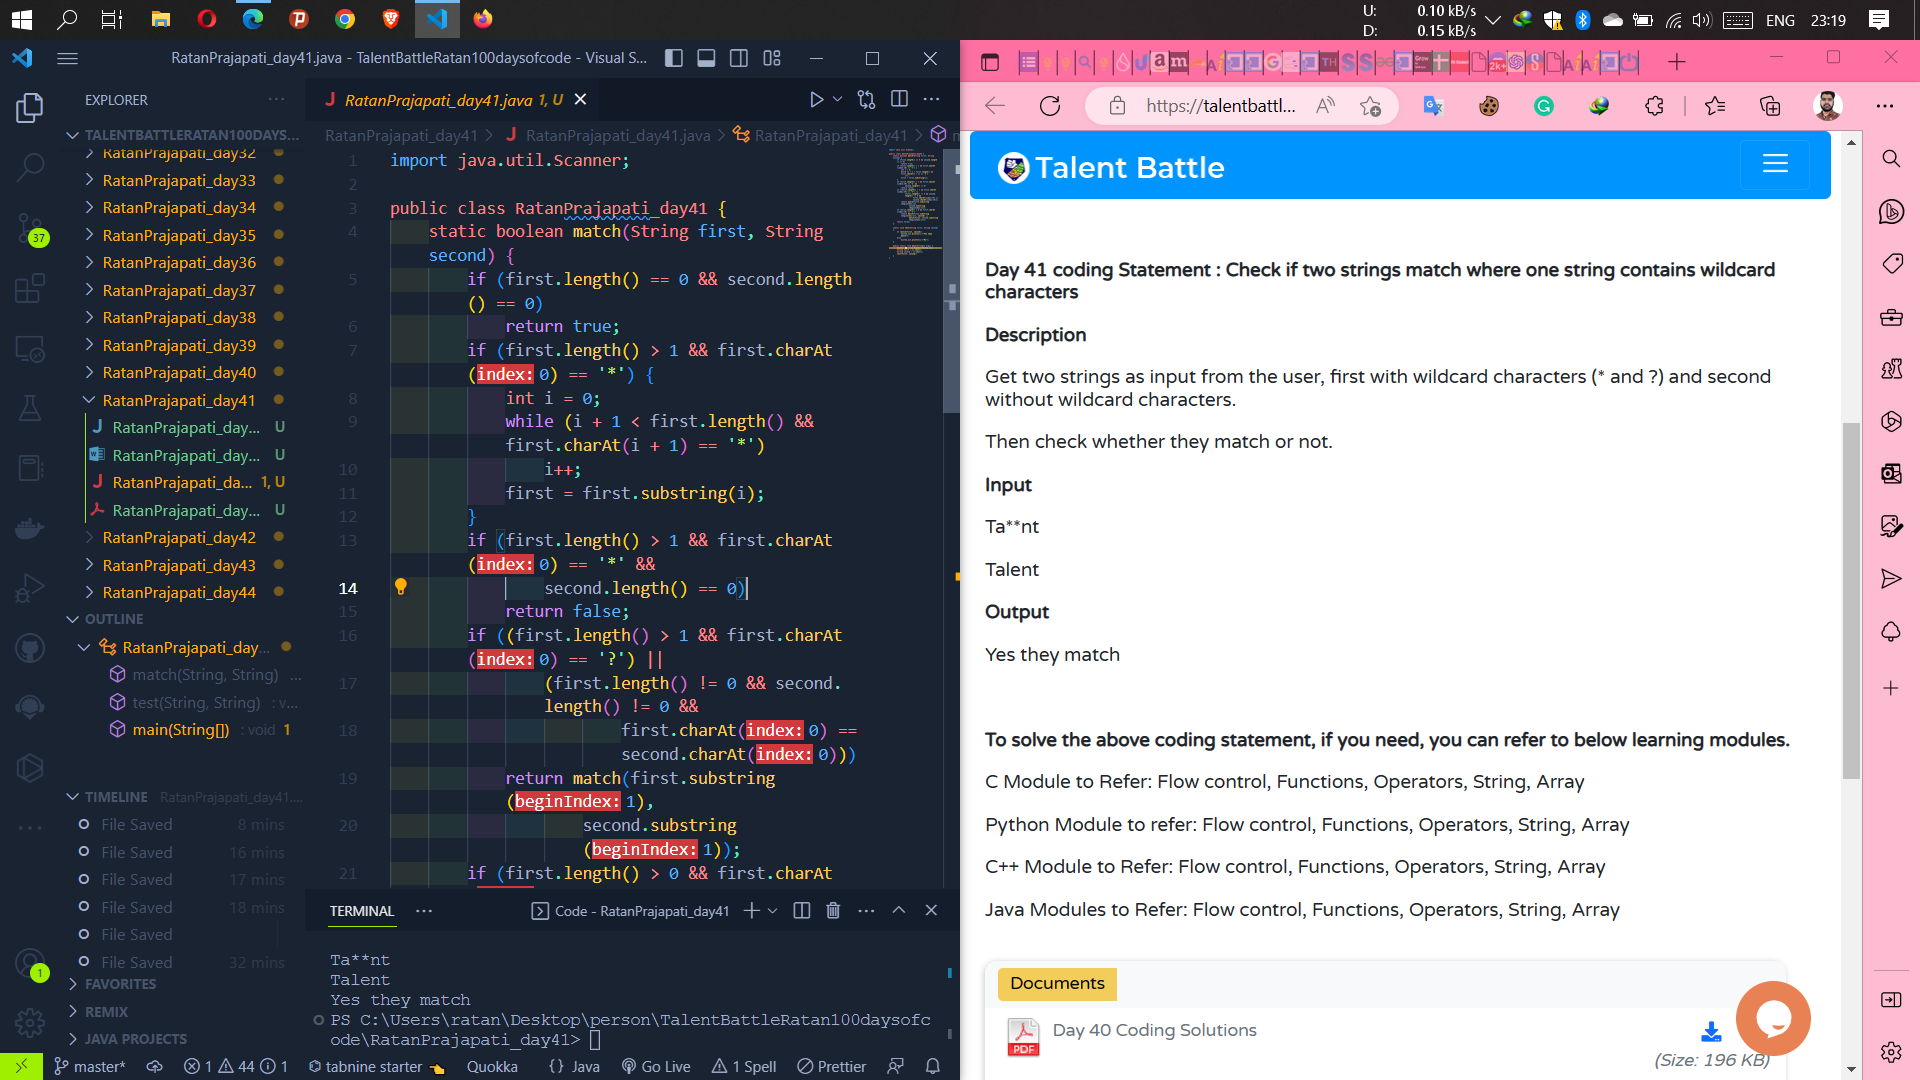 U: 0.10 kB/s
D: 0.15 kB/s
ENG 23:19
RatanPrajapati_day41.java - TalentBattleRatan100daysofcode - Visual S...
EXPLORER
TALENTBATTLERATAN100DAYS...
RatanPrajapati_day32
RatanPrajapati_day33
RatanPrajapati_day34
RatanPrajapati_day35
RatanPrajapati_day36
RatanPrajapati_day37
RatanPrajapati_day38
RatanPrajapati_day39
RatanPrajapati_day40
RatanPrajapati_day41
RatanPrajapati_day... U
RatanPrajapati_day... U
RatanPrajapati_da... 1, U
RatanPrajapati_day... U
RatanPrajapati_day42
RatanPrajapati_day43
RatanPrajapati_day44
37
OUTLINE
RatanPrajapati_day...
match(String, String) ...
test(String, String) : v...
main(String[]) : void 1
TIMELINE RatanPrajapati_day41....
File Saved 8 mins
File Saved 16 mins
File Saved 17 mins
File Saved 18 mins
File Saved
File Saved 32 mins
1
FAVORITES
REMIX
JAVA PROJECTS
J RatanPrajapati_day41.java 1, U
RatanPrajapati_day41 > J RatanPrajapati_day41.java > RatanPrajapati_day41 >
1 import java.util.Scanner;
2
3 public class RatanPrajapati_day41 {
4 static boolean match(String first, String
second) {
5 if (first.length() == 0 && second.length
() == 0)
6 return true;
7 if (first.length() > 1 && first.charAt
(index: 0) == '*') {
8 int i = 0;
9 while (i + 1 < first.length() &&
first.charAt(i + 1) == '*')
10 i++;
11 first = first.substring(i);
12 }
13 if (first.length() > 1 && first.charAt
(index: 0) == '*' &&
14 second.length() == 0)
15 return false;
16 if ((first.length() > 1 && first.charAt
(index: 0) == '?') ||
17 (first.length() != 0 && second.
length() != 0 &&
18 first.charAt(index: 0) ==
second.charAt(index: 0)))
19 return match(first.substring
(beginIndex: 1),
20 second.substring
(beginIndex: 1));
21 if (first.length() > 0 && first.charAt
TERMINAL ... Code - RatanPrajapati_day41
Ta**nt
Talent
Yes they match
PS C:\Users\ratan\Desktop\person\TalentBattleRatan100daysofc
ode\RatanPrajapati_day41>
master* 1 44 1 tabnine starter Quokka {} Java Go Live 1 Spell Prettier
https://talentbattl...
Talent Battle
Day 41 coding Statement : Check if two strings match where one string contains wildcard
characters
Description
Get two strings as input from the user, first with wildcard characters (* and ?) and second
without wildcard characters.
Then check whether they match or not.
Input
Ta**nt
Talent
Output
Yes they match
To solve the above coding statement, if you need, you can refer to below learning modules.
C Module to Refer: Flow control, Functions, Operators, String, Array
Python Module to refer: Flow control, Functions, Operators, String, Array
C++ Module to Refer: Flow control, Functions, Operators, String, Array
Java Modules to Refer: Flow control, Functions, Operators, String, Array
Documents
PDF Day 40 Coding Solutions
(Size: 196 KB)